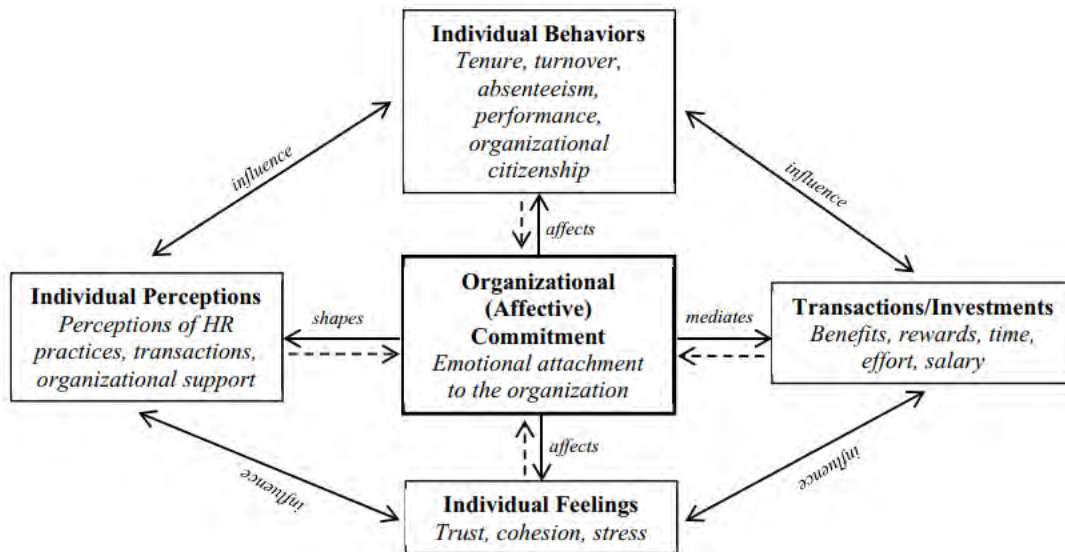 Individual Behaviors
Tenure, turnover,
absenteeism,
performance,
organizational
citizenship
influence
influence
affects
Individual Perceptions
Perceptions of HR
practices, transactions,
organizational support
shapes
Organizational
(Affective)
Commitment
Emotional attachment
to the organization
mediates
Transactions/Investments
Benefits, rewards, time,
effort, salary
affects
influence
influence
Individual Feelings
Trust, cohesion, stress